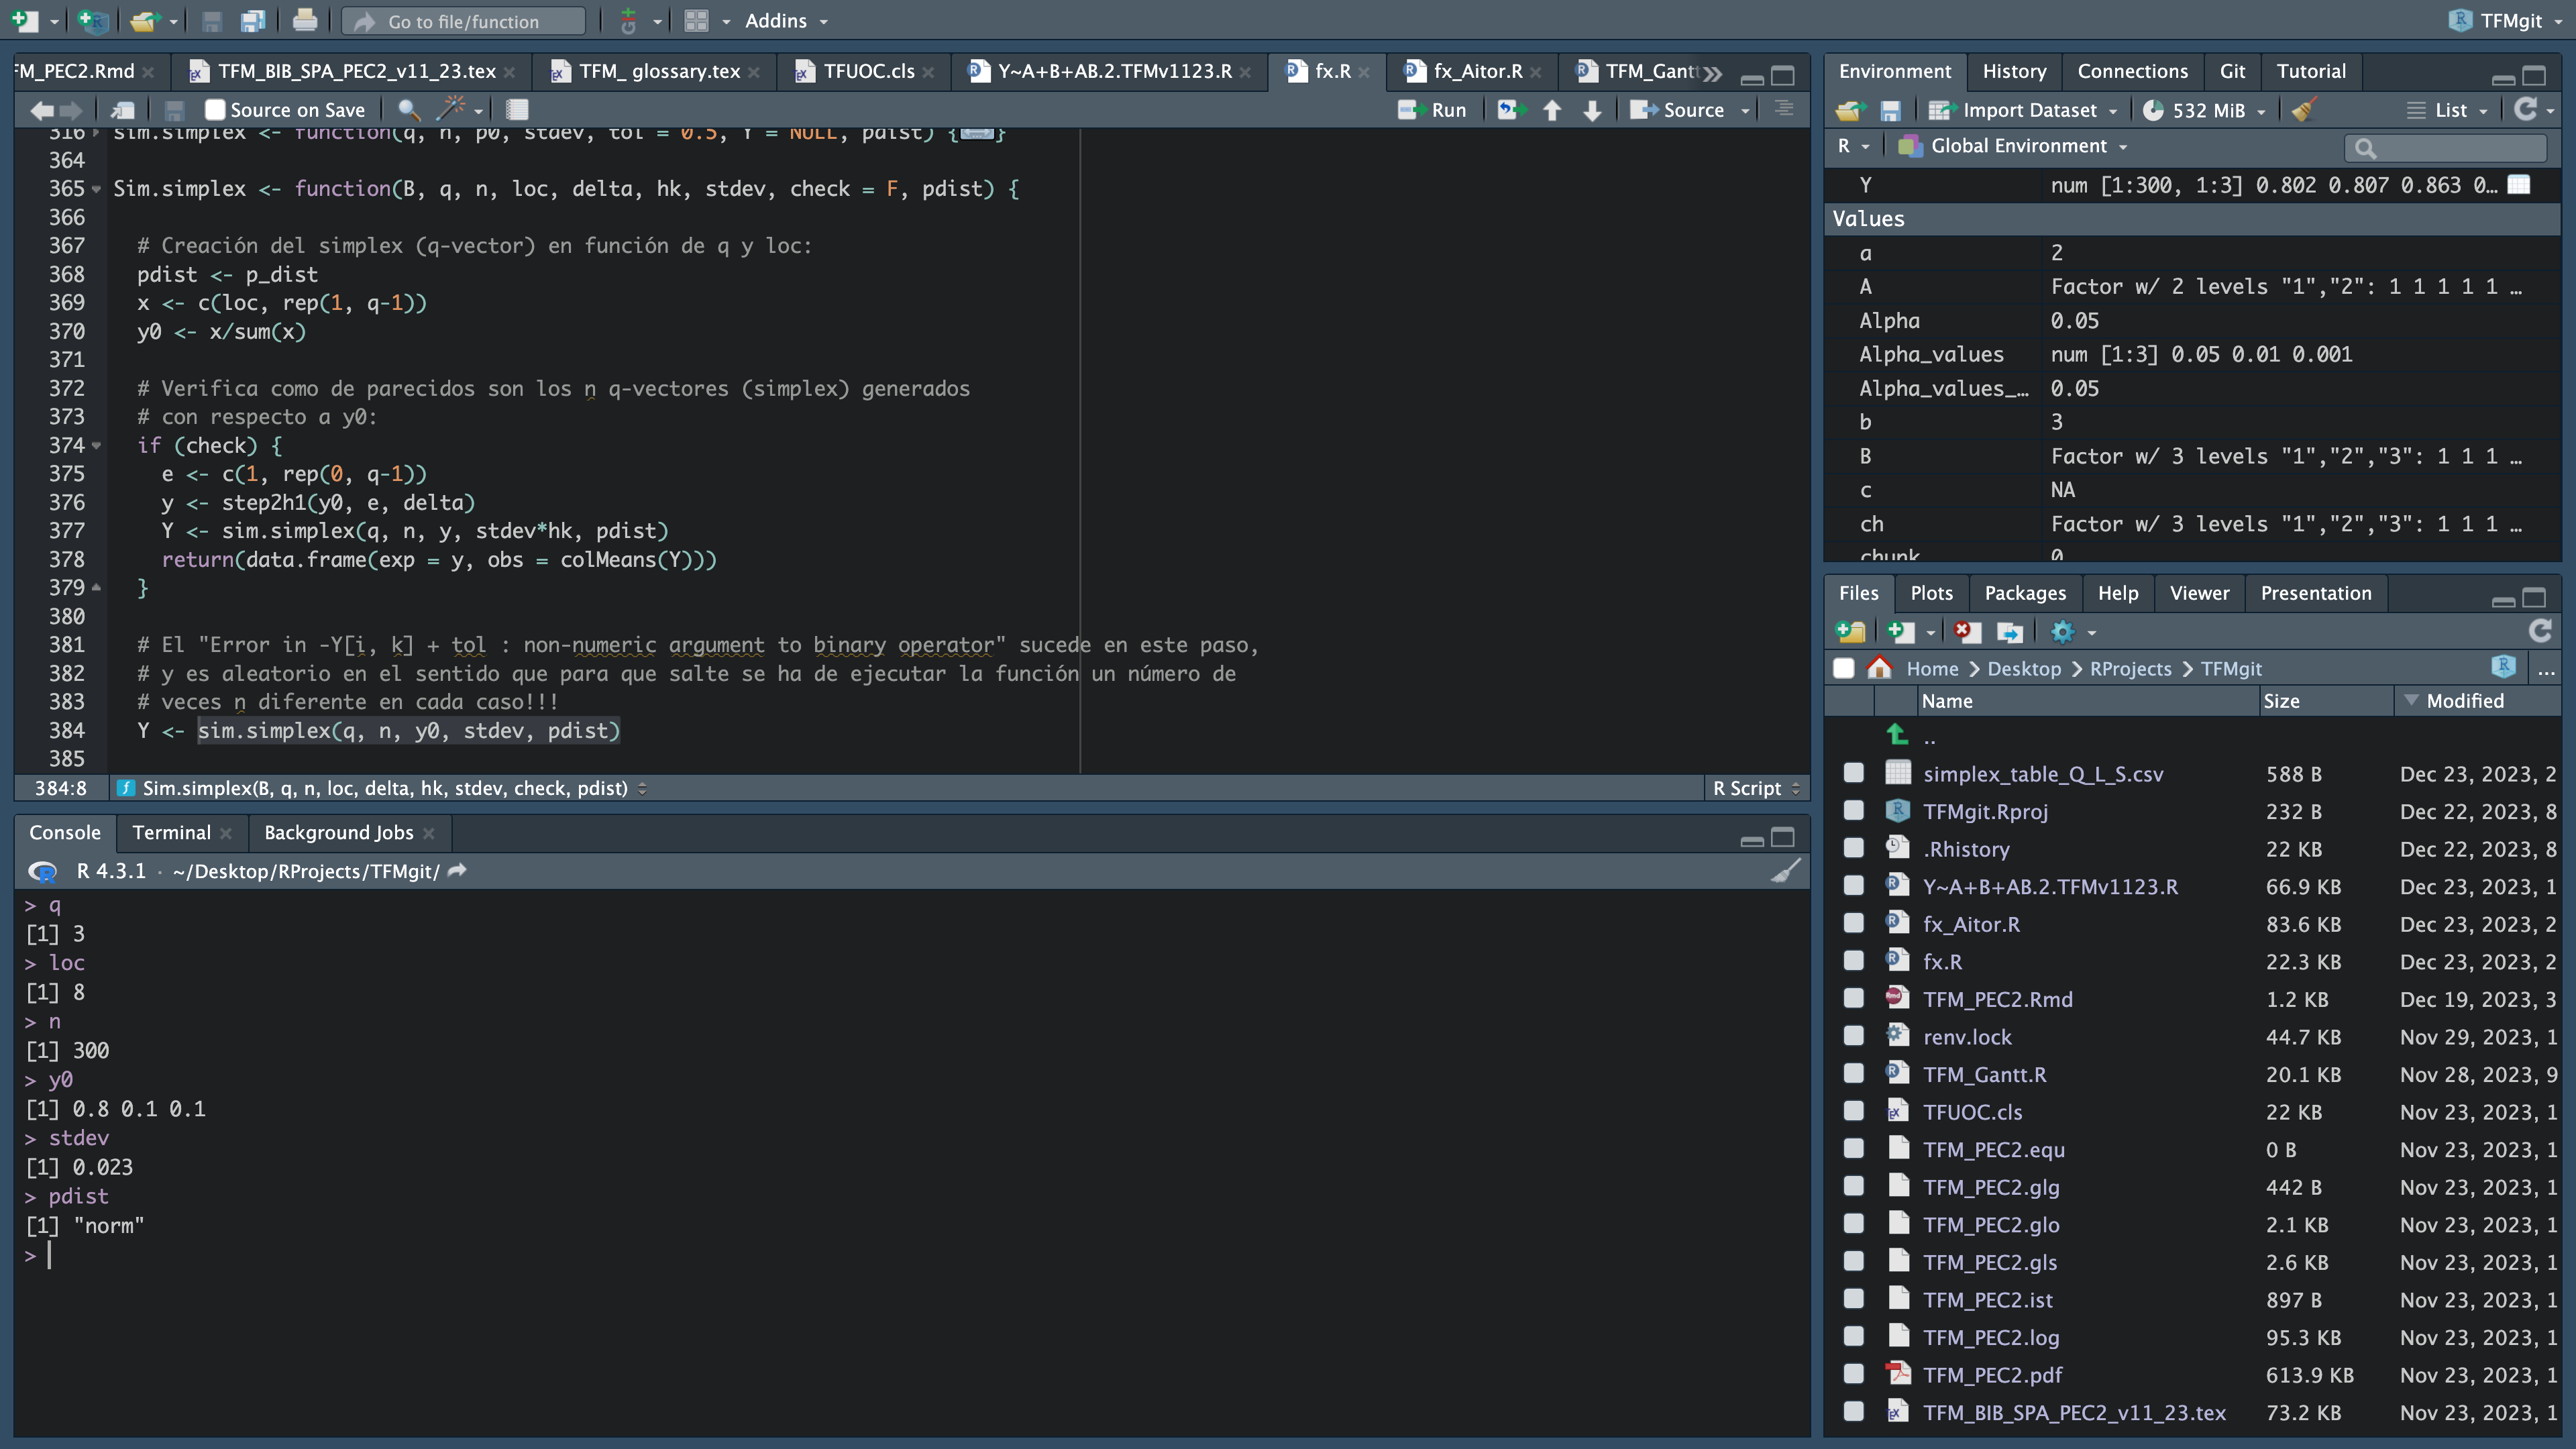 Go to file/function
Addins
TFMgit
FM_PEC2.Rmd
TFM_BIB_SPA_PEC2_v11_23.tex
TFM_ glossary.tex
TFUOC.cls
Y~A+B+AB.2.TFMv1123.R
fx.R
fx_Aitor.R
TFM_Gantt
Source on Save
Run
Source
316 sim.simplex <- function(q, n, p0, stdev, tol = 0.5, Y = NULL, pdist) {}
364
365 Sim.simplex <- function(B, q, n, loc, delta, hk, stdev, check = F, pdist) {
366
367 # Creación del simplex (q-vector) en función de q y loc:
368 pdist <- p_dist
369 x <- c(loc, rep(1, q-1))
370 y0 <- x/sum(x)
371
372 # Verifica como de parecidos son los n q-vectores (simplex) generados
373 # con respecto a y0:
374 if (check) {
375 e <- c(1, rep(0, q-1))
376 y <- step2h1(y0, e, delta)
377 Y <- sim.simplex(q, n, y, stdev*hk, pdist)
378 return(data.frame(exp = y, obs = colMeans(Y)))
379 }
380
381 # El "Error in -Y[i, k] + tol : non-numeric argument to binary operator" sucede en este paso,
382 # y es aleatorio en el sentido que para que salte se ha de ejecutar la función un número de
383 # veces n diferente en cada caso!!!
384 Y <- sim.simplex(q, n, y0, stdev, pdist)
385
384:8 Sim.simplex(B, q, n, loc, delta, hk, stdev, check, pdist) R Script
Console Terminal Background Jobs
R 4.3.1 · ~/Desktop/RProjects/TFMgit/
> q
[1] 3
> loc
[1] 8
> n
[1] 300
> y0
[1] 0.8 0.1 0.1
> stdev
[1] 0.023
> pdist
[1] "norm"
>
Environment History Connections Git Tutorial
Import Dataset 532 MiB List
R Global Environment
Y num [1:300, 1:3] 0.802 0.807 0.863 0…
Values
a 2
A Factor w/ 2 levels "1","2": 1 1 1 1 1 …
Alpha 0.05
Alpha_values num [1:3] 0.05 0.01 0.001
Alpha_values_… 0.05
b 3
B Factor w/ 3 levels "1","2","3": 1 1 1 …
c NA
ch Factor w/ 3 levels "1","2","3": 1 1 1 …
chunk 0
Files Plots Packages Help Viewer Presentation
Home Desktop RProjects TFMgit ...
Name Size Modified
..
simplex_table_Q_L_S.csv 588 B Dec 23, 2023, 2
TFMgit.Rproj 232 B Dec 22, 2023, 8
.Rhistory 22 KB Dec 22, 2023, 8
Y~A+B+AB.2.TFMv1123.R 66.9 KB Dec 23, 2023, 1
fx_Aitor.R 83.6 KB Dec 23, 2023, 2
fx.R 22.3 KB Dec 23, 2023, 2
TFM_PEC2.Rmd 1.2 KB Dec 19, 2023, 3
renv.lock 44.7 KB Nov 29, 2023, 1
TFM_Gantt.R 20.1 KB Nov 28, 2023, 9
TFUOC.cls 22 KB Nov 23, 2023, 1
TFM_PEC2.equ 0 B Nov 23, 2023, 1
TFM_PEC2.glg 442 B Nov 23, 2023, 1
TFM_PEC2.glo 2.1 KB Nov 23, 2023, 1
TFM_PEC2.gls 2.6 KB Nov 23, 2023, 1
TFM_PEC2.ist 897 B Nov 23, 2023, 1
TFM_PEC2.log 95.3 KB Nov 23, 2023, 1
TFM_PEC2.pdf 613.9 KB Nov 23, 2023, 1
TFM_BIB_SPA_PEC2_v11_23.tex 73.2 KB Nov 23, 2023, 1